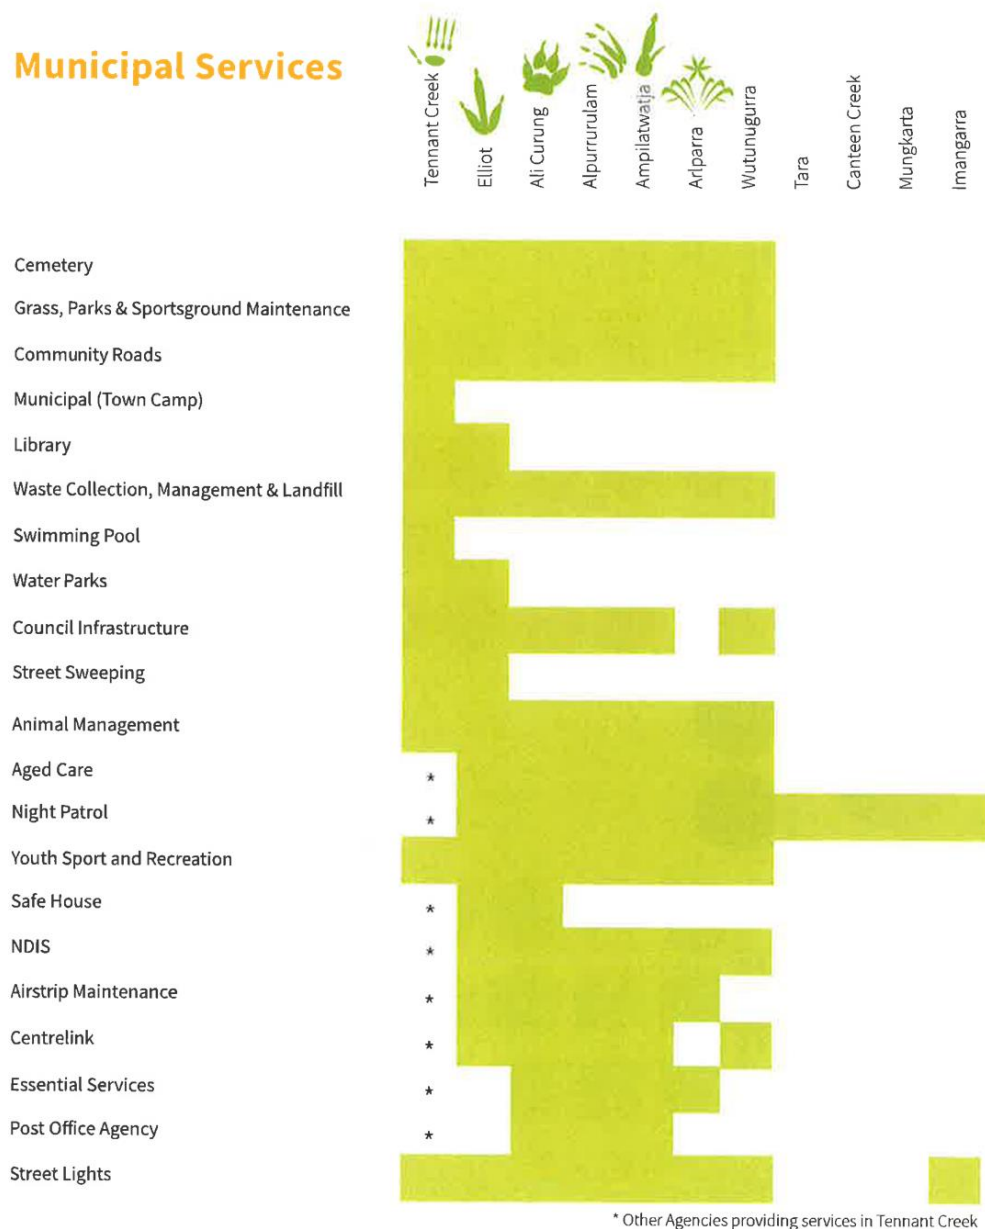 Municipal Services
Tennant Creek
Elliot
Ali Curung
Alpurrurulam
Ampilatwatja
Arlparra
Wutunugurra
Tara
Canteen Creek
Mungkarta
Imangarra
Cemetery
Grass, Parks & Sportsground Maintenance
Community Roads
Municipal (Town Camp)
Library
Waste Collection, Management & Landfill
Swimming Pool
Water Parks
Council Infrastructure
Street Sweeping
Animal Management
Aged Care *
Night Patrol *
Youth Sport and Recreation
Safe House *
NDIS *
Airstrip Maintenance *
Centrelink *
Essential Services *
Post Office Agency *
Street Lights
* Other Agencies providing services in Tennant Creek